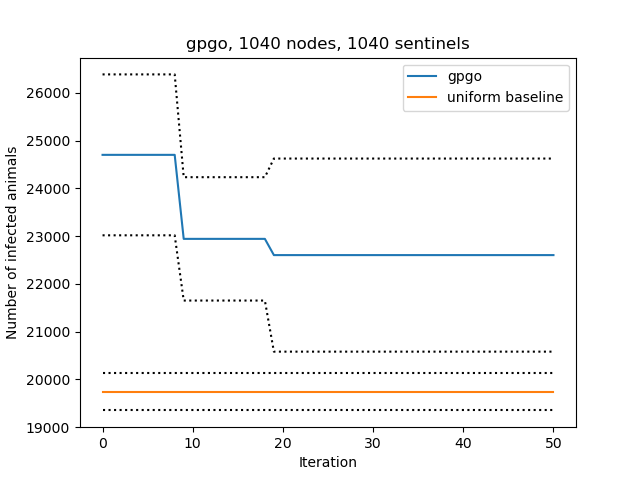 gpgo, 1040 nodes, 1040 sentinels
gpgo
uniform baseline
Number of infected animals
26000
25000
24000
23000
22000
21000
20000
19000
0 10 20 30 40 50
Iteration